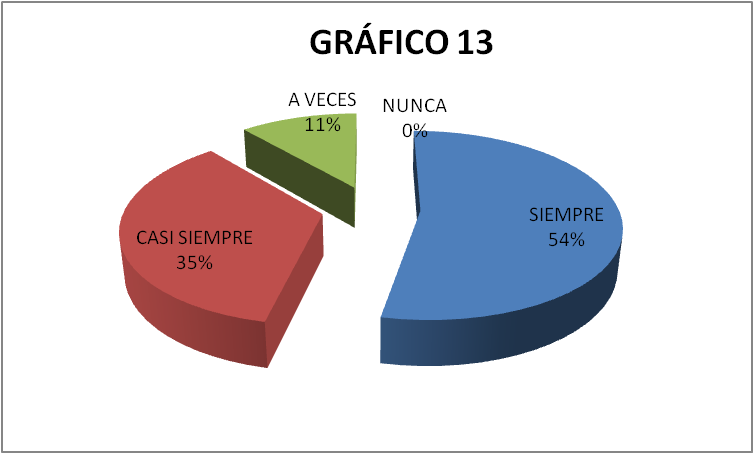 GRÁFICO 13
A VECES
11%
NUNCA
0%
SIEMPRE
54%
CASI SIEMPRE
35%